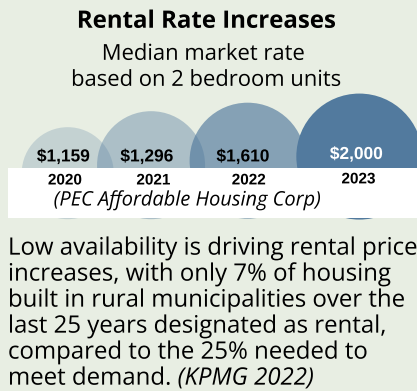 Rental Rate Increases
Median market rate
based on 2 bedroom units
$1,159 $1,296 $1,610 $2,000
2020 2021 2022 2023
(PEC Affordable Housing Corp)
Low availability is driving rental price
increases, with only 7% of housing
built in rural municipalities over the
last 25 years designated as rental,
compared to the 25% needed to
meet demand. (KPMG 2022)